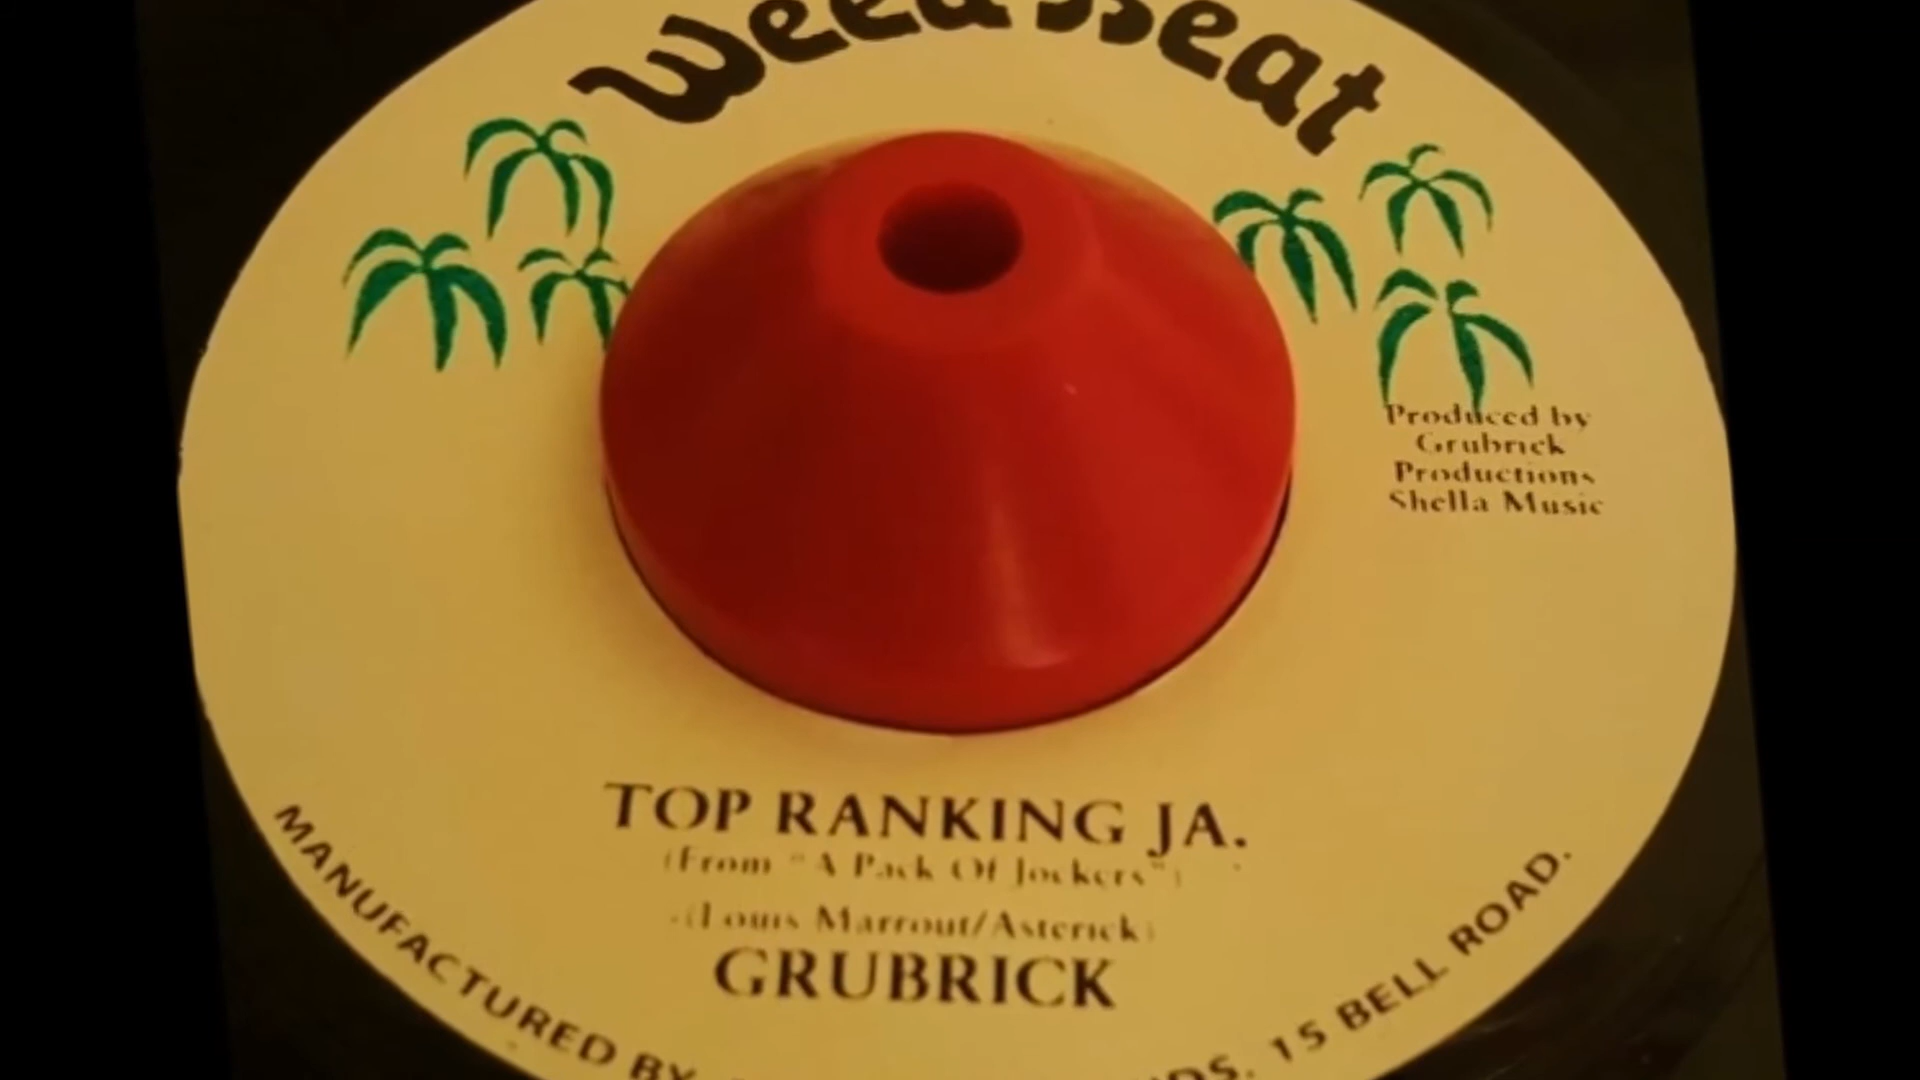 Weed Beat
Produced by
Grubrick
Productions
Shella Music
TOP RANKING JA.
(From "A Pack Of Jockers")
(Louis Marrout/Asterick)
GRUBRICK
MANUFACTURED BY
15 BELL ROAD.